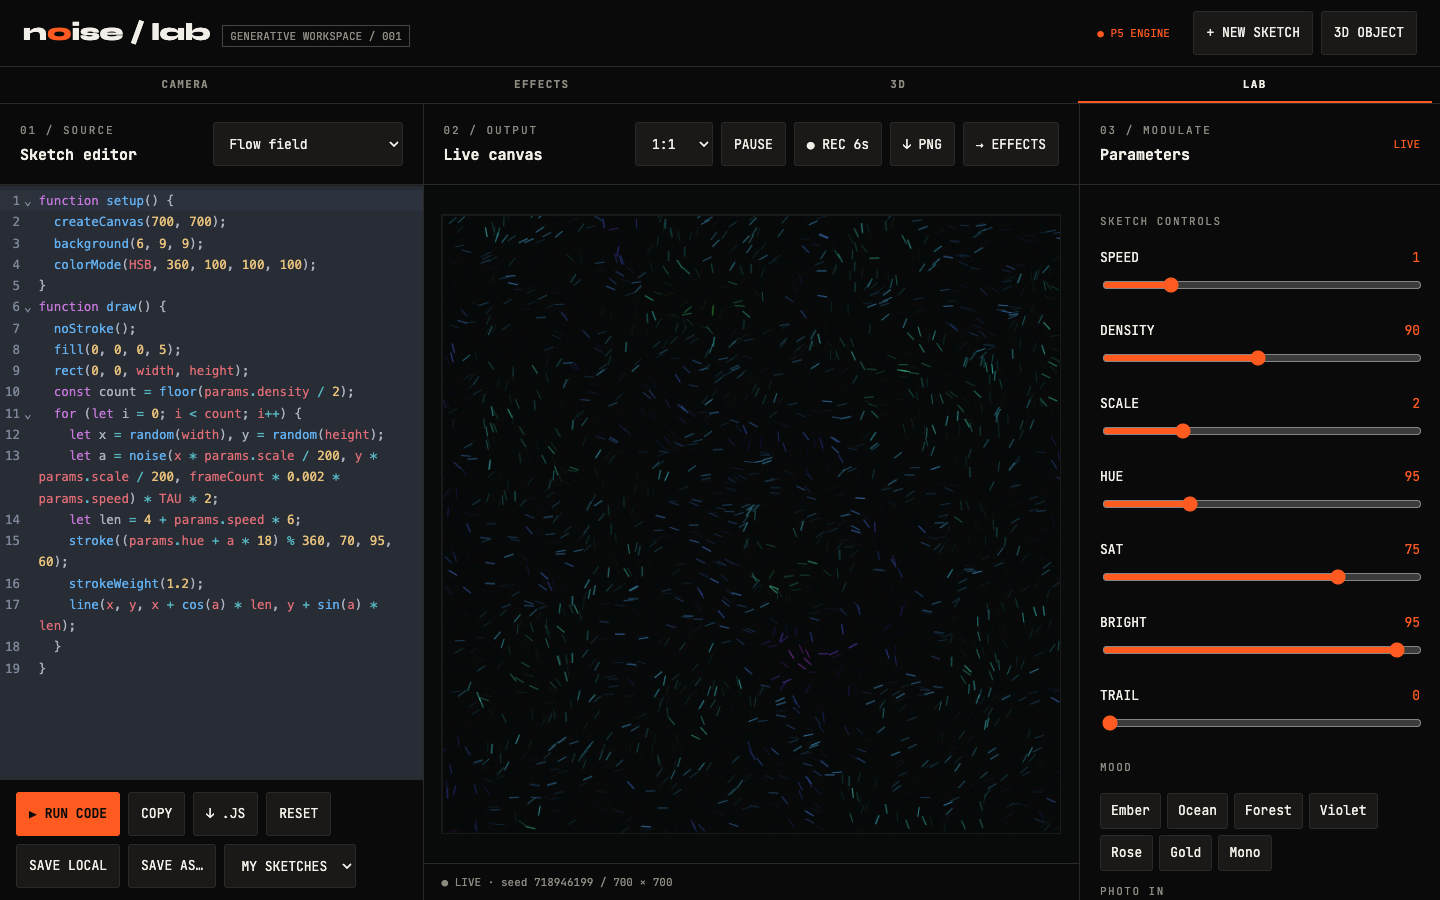 noise / lab
GENERATIVE WORKSPACE / 001
● P5 ENGINE
+ NEW SKETCH
3D OBJECT
CAMERA
EFFECTS
3D
LAB
01 / SOURCE
Sketch editor
Flow field
02 / OUTPUT
Live canvas
1:1
PAUSE
● REC 6s
↓ PNG
→ EFFECTS
03 / MODULATE
Parameters
LIVE
1 function setup() {
2 createCanvas(700, 700);
3 background(6, 9, 9);
4 colorMode(HSB, 360, 100, 100, 100);
5 }
6 function draw() {
7 noStroke();
8 fill(0, 0, 0, 5);
9 rect(0, 0, width, height);
10 const count = floor(params.density / 2);
11 for (let i = 0; i < count; i++) {
12 let x = random(width), y = random(height);
13 let a = noise(x * params.scale / 200, y *
params.scale / 200, frameCount * 0.002 *
params.speed) * TAU * 2;
14 let len = 4 + params.speed * 6;
15 stroke((params.hue + a * 18) % 360, 70, 95,
60);
16 strokeWeight(1.2);
17 line(x, y, x + cos(a) * len, y + sin(a) *
len);
18 }
19 }
▶ RUN CODE
COPY
↓ .JS
RESET
SAVE LOCAL
SAVE AS…
MY SKETCHES
● LIVE · seed 718946199 / 700 × 700
SKETCH CONTROLS
SPEED 1
DENSITY 90
SCALE 2
HUE 95
SAT 75
BRIGHT 95
TRAIL 0
MOOD
Ember
Ocean
Forest
Violet
Rose
Gold
Mono
PHOTO IN